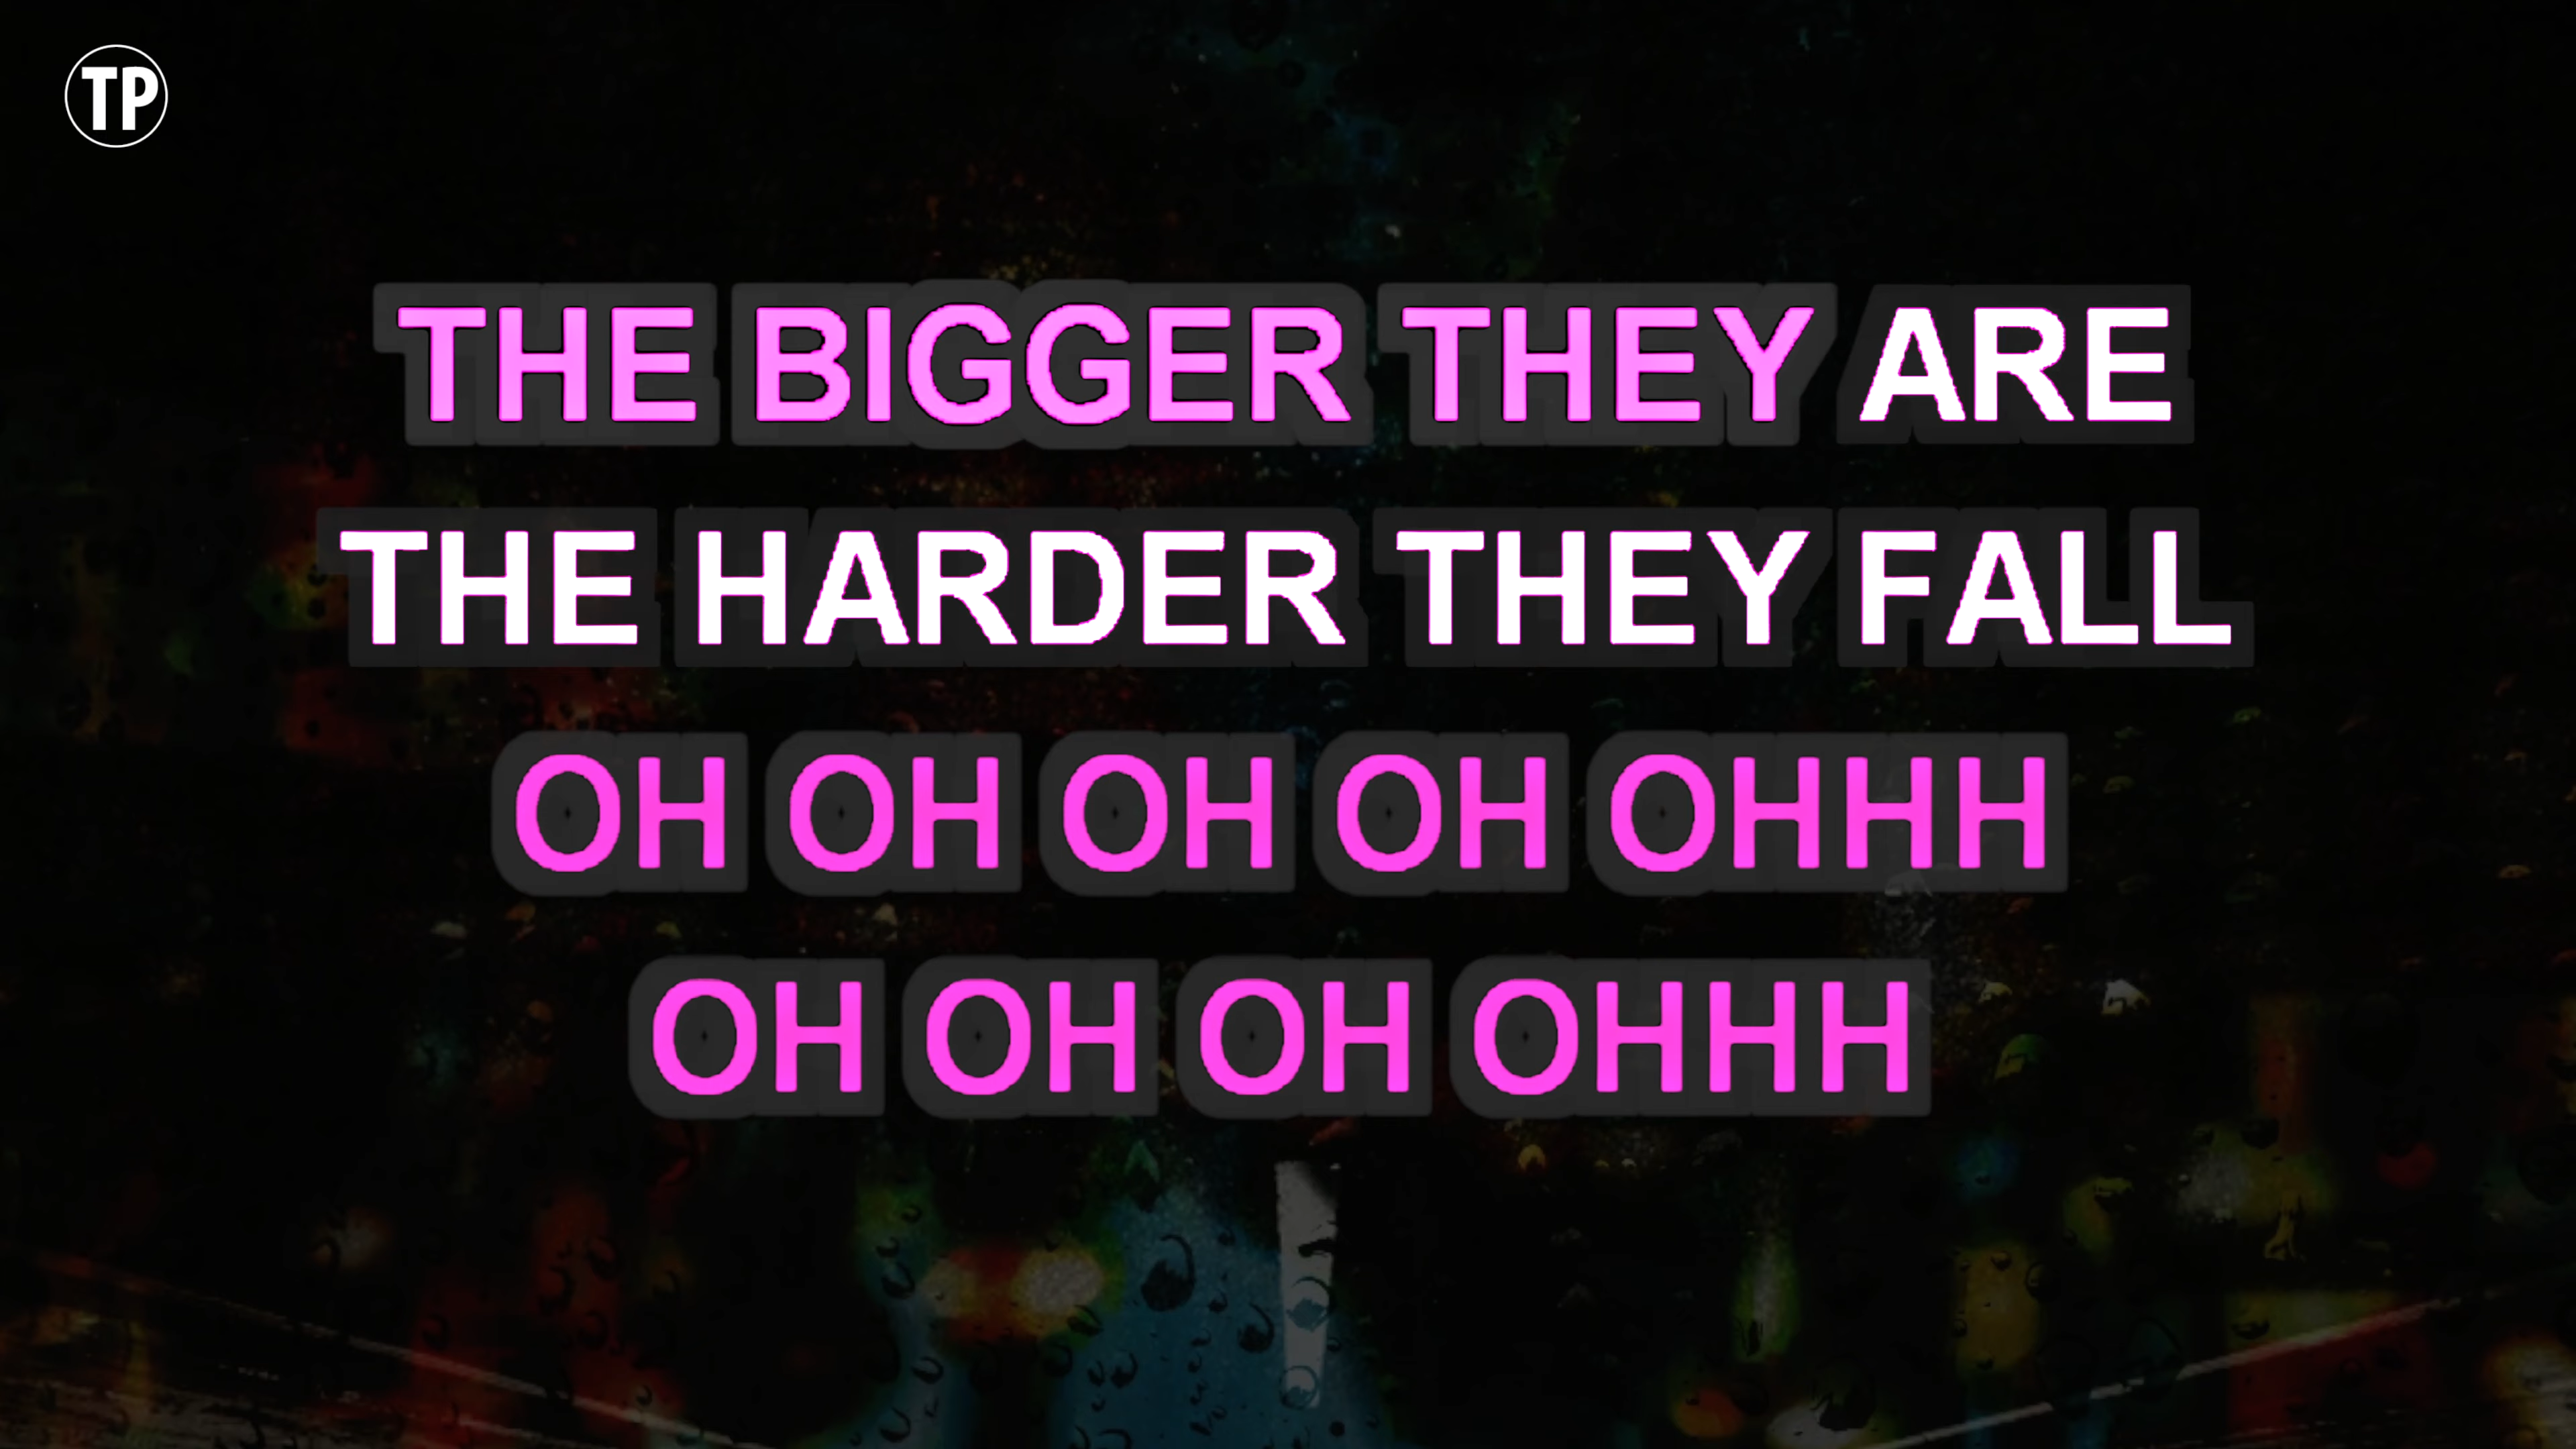 TP
THE BIGGER THEY ARE
THE HARDER THEY FALL
OH OH OH OH OHHH
OH OH OH OHHH